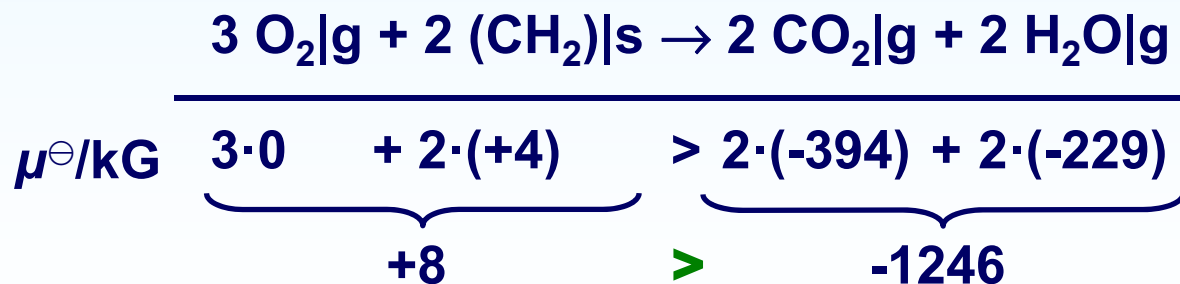 3 O₂|g + 2 (CH₂)|s → 2 CO₂|g + 2 H₂O|g
μ⊖/kG 3·0 + 2·(+4) > 2·(-394) + 2·(-229)
+8 > -1246